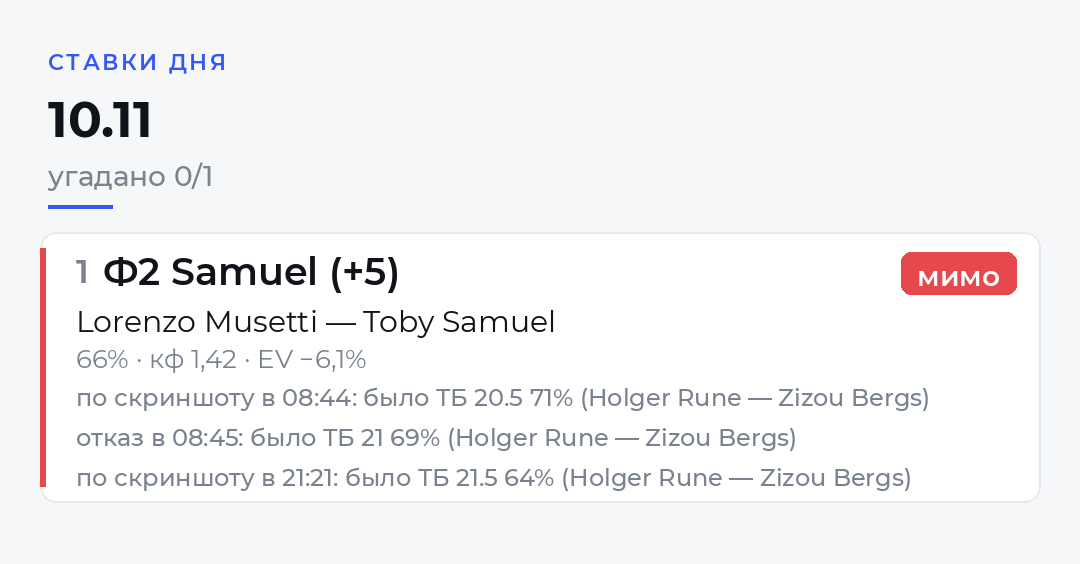 СТАВКИ ДНЯ
10.11
угадано 0/1
1 Ф2 Samuel (+5)
мимо
Lorenzo Musetti — Toby Samuel
66% · кф 1,42 · EV −6,1%
по скриншоту в 08:44: было ТБ 20.5 71% (Holger Rune — Zizou Bergs)
отказ в 08:45: было ТБ 21 69% (Holger Rune — Zizou Bergs)
по скриншоту в 21:21: было ТБ 21.5 64% (Holger Rune — Zizou Bergs)